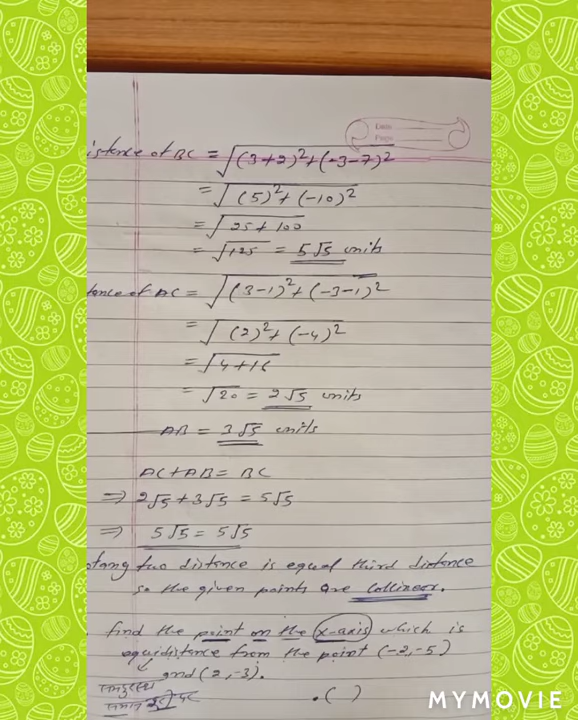 Date
Page
istance of BC = √(3+2)²+(-3-7)²
= √(5)²+(-10)²
= √25+100
= √125 = 5√5 units
tance of AC = √(3-1)²+(-3-1)²
= √(2)²+(-4)²
= √4+16
= √20 = 2√5 units
AB = 3√5 units
AC+AB = BC
⇒ 2√5+3√5 = 5√5
⇒ 5√5 = 5√5
two distance is equal third distance
so the given points are Collinear.
find the point on the x-axis which is
equidistance from the point (-2,-5)
and (2,-3).
.( )
MYMOVIE